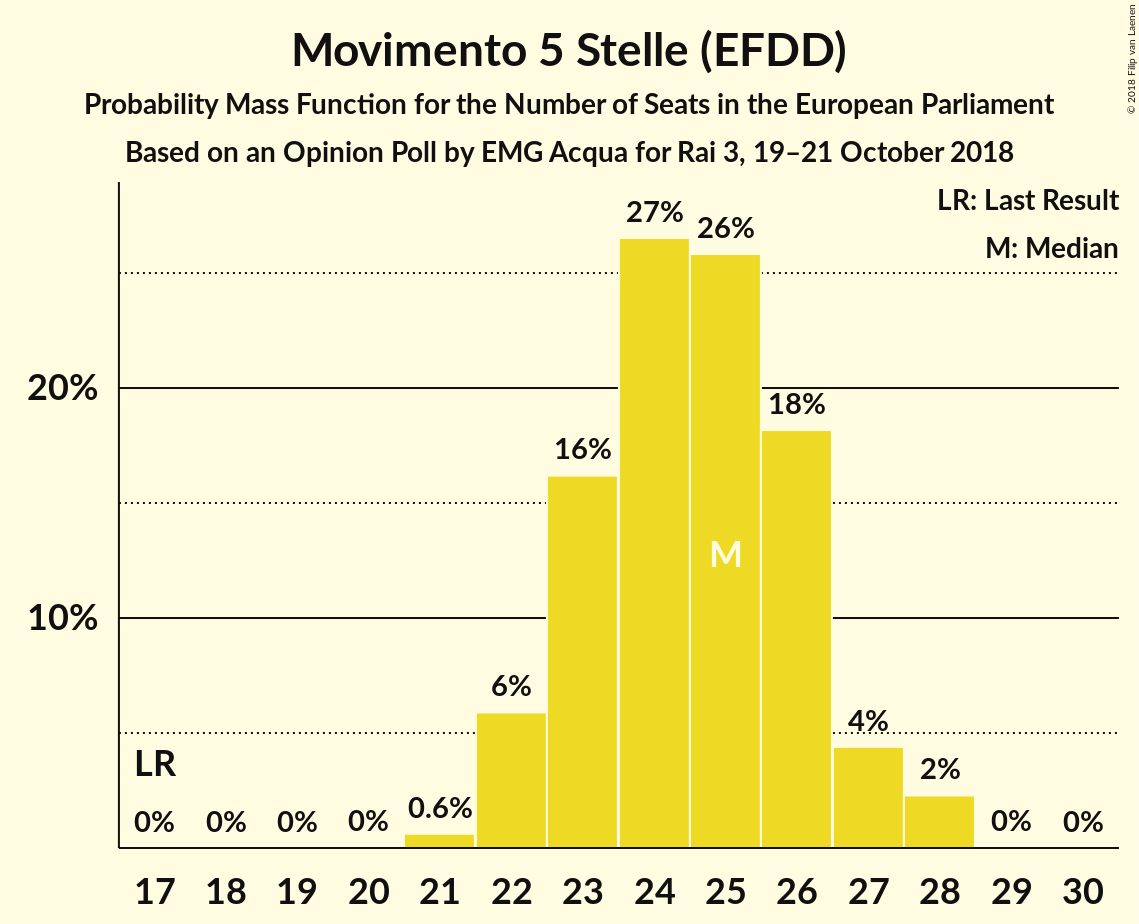 © 2018 Filip van Laenen
Movimento 5 Stelle (EFDD)
Probability Mass Function for the Number of Seats in the European Parliament
Based on an Opinion Poll by EMG Acqua for Rai 3, 19–21 October 2018
LR: Last Result
M: Median
27%
26%
20%
18%
16%
M
10%
6%
4%
LR
2%
0% 0% 0% 0% 0.6% 0% 0%
17 18 19 20 21 22 23 24 25 26 27 28 29 30